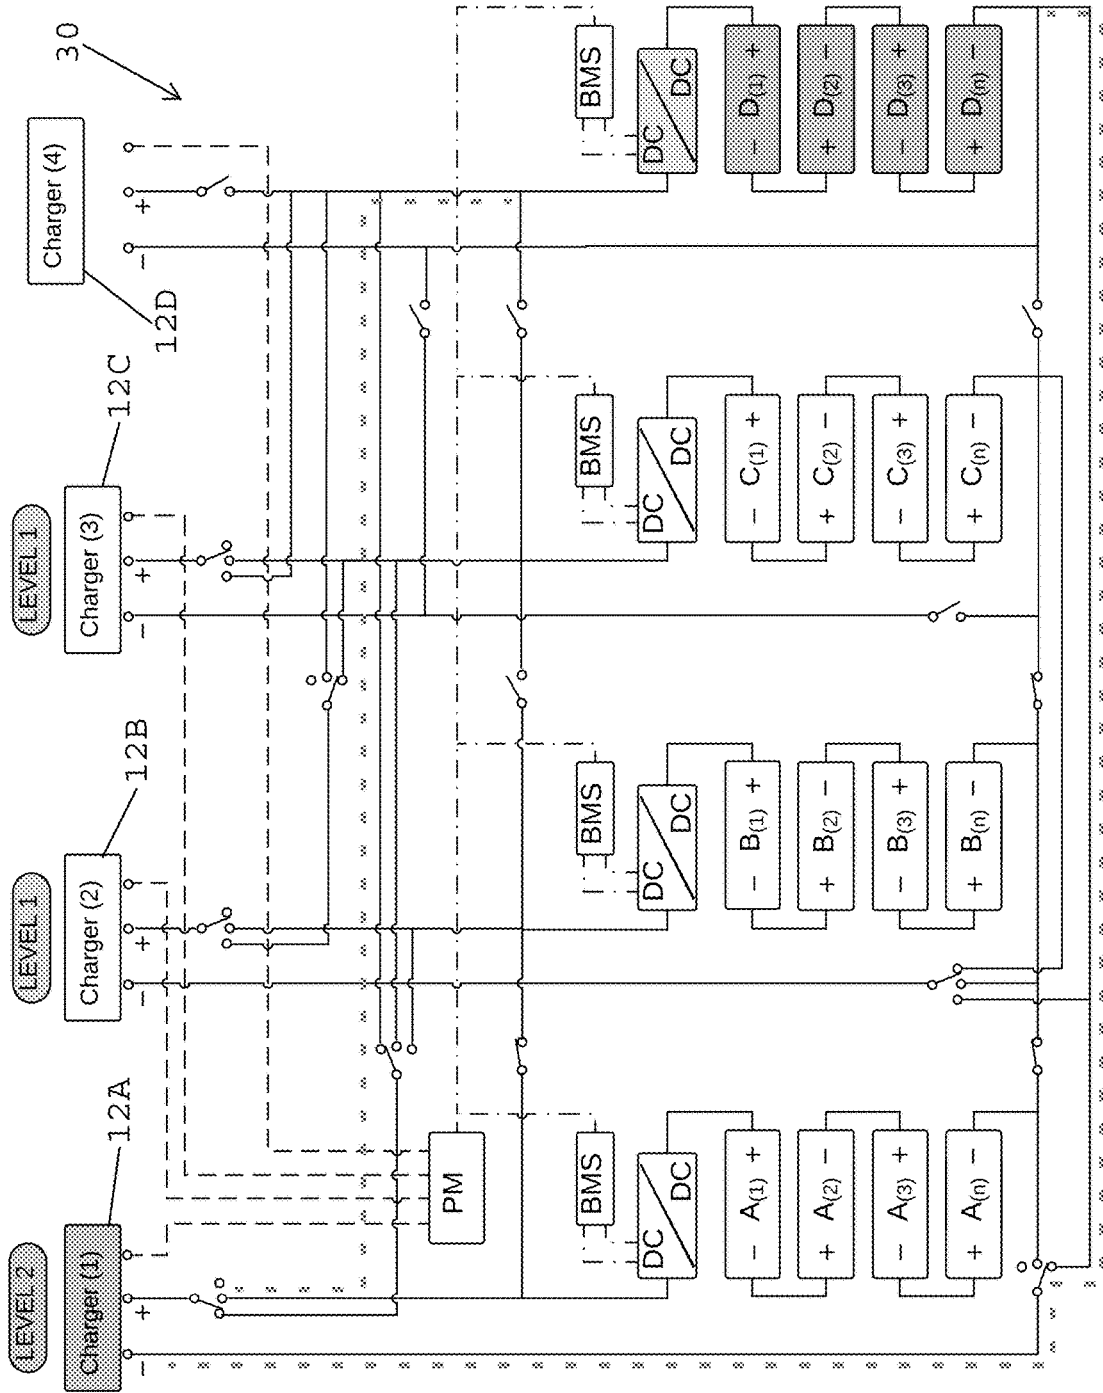 LEVEL 2
Charger (1)
12A
− +
LEVEL 1
Charger (2)
12B
− +
LEVEL 1
Charger (3)
12C
− +
Charger (4)
12D
− +
30
PM
BMS
DC
DC
− A(1) +
+ A(2) −
− A(3) +
+ A(n) −
BMS
DC
DC
− B(1) +
+ B(2) −
− B(3) +
+ B(n) −
BMS
DC
DC
− C(1) +
+ C(2) −
− C(3) +
+ C(n) −
BMS
DC
DC
− D(1) +
+ D(2) −
− D(3) +
+ D(n) −